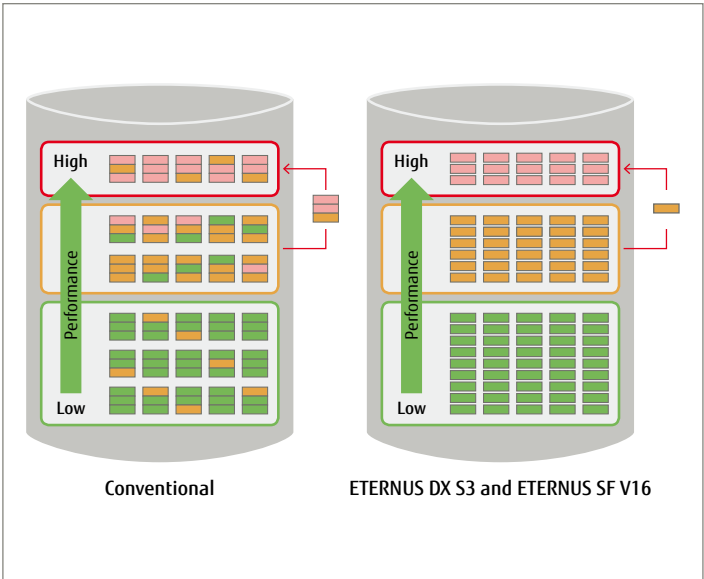 High
Performance
Low
Conventional
High
Performance
Low
ETERNUS DX S3 and ETERNUS SF V16